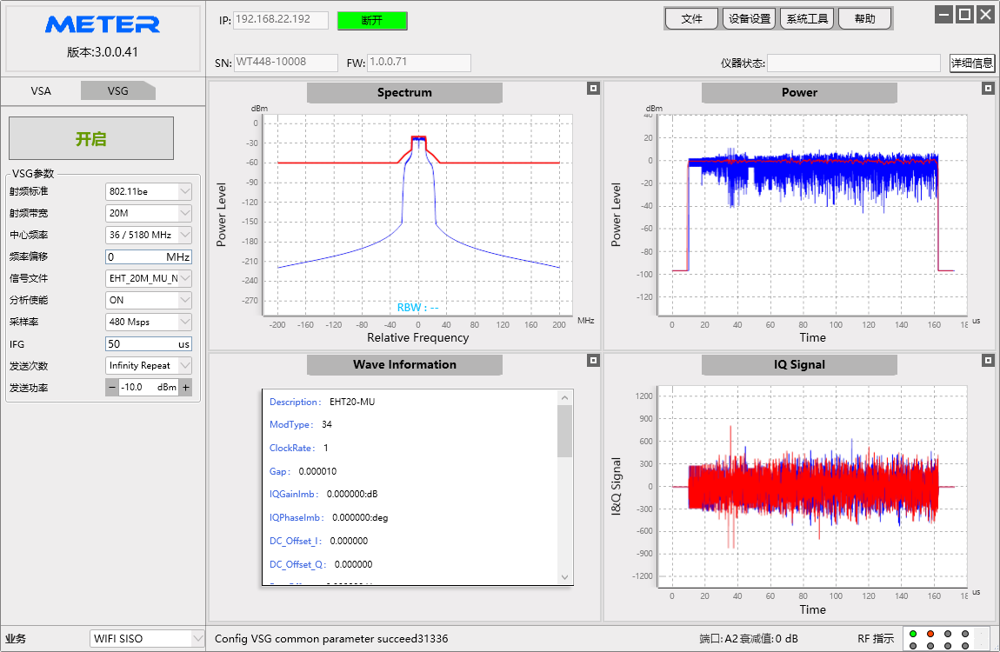 METER
版本:3.0.0.41
IP: 192.168.22.192 断开
文件 设备设置 系统工具 帮助
SN: WT448-10008 FW: 1.0.0.71
仪器状态: 详细信息
VSA VSG
开启
VSG参数
射频标准 802.11be
射频带宽 20M
中心频率 36 / 5180 MHz
频率偏移 0 MHz
信号文件 EHT_20M_MU_N
分析使能 ON
采样率 480 Msps
IFG 50 us
发送次数 Infinity Repeat
发送功率 − -10.0 dBm +
Spectrum
dBm
0
-30
-60
-90
-120
-150
-180
-210
-240
-270
Power Level
RBW : --
-200 -160 -120 -80 -40 0 40 80 120 160 200 MHz
Relative Frequency
Power
dBm
40
20
0
-20
-40
-60
-80
-100
-120
Power Level
0 20 40 60 80 100 120 140 160 18 us
Time
Wave Information
Description: EHT20-MU
ModType: 34
ClockRate: 1
Gap: 0.000010
IQGainImb: 0.000000:dB
IQPhaseImb: 0.000000:deg
DC_Offset_I: 0.000000
DC_Offset_Q: 0.000000
IQ Signal
1200
900
600
300
0
-300
-600
-900
-1200
I&Q Signal
0 20 40 60 80 100 120 140 160 18 us
Time
业务 WIFI SISO
Config VSG common parameter succeed31336
端口:A2 衰减值:0 dB
RF 指示